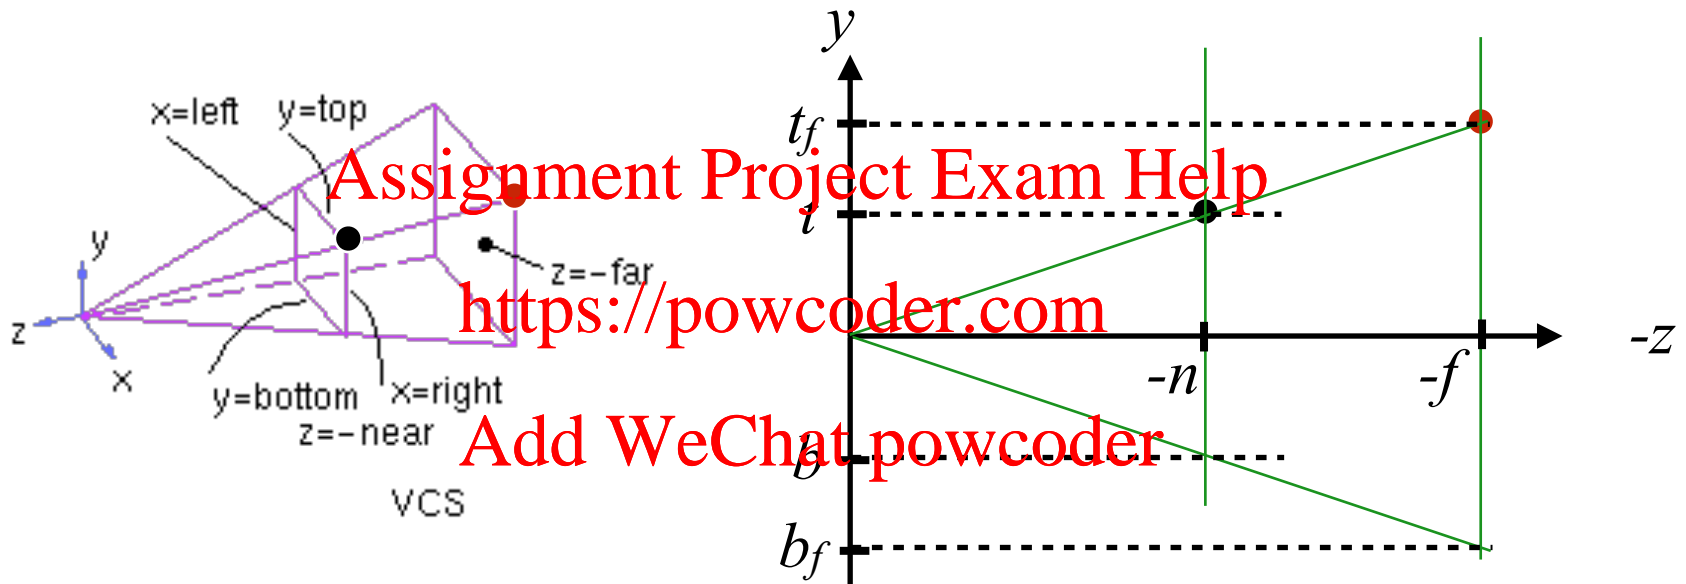 x=left y=top
y
z
x
z=-far
y=bottom
x=right
z=-near
VCS
y
t_f
t
-n
-f
-z
b
b_f
Assignment Project Exam Help
https://powcoder.com
Add WeChat powcoder